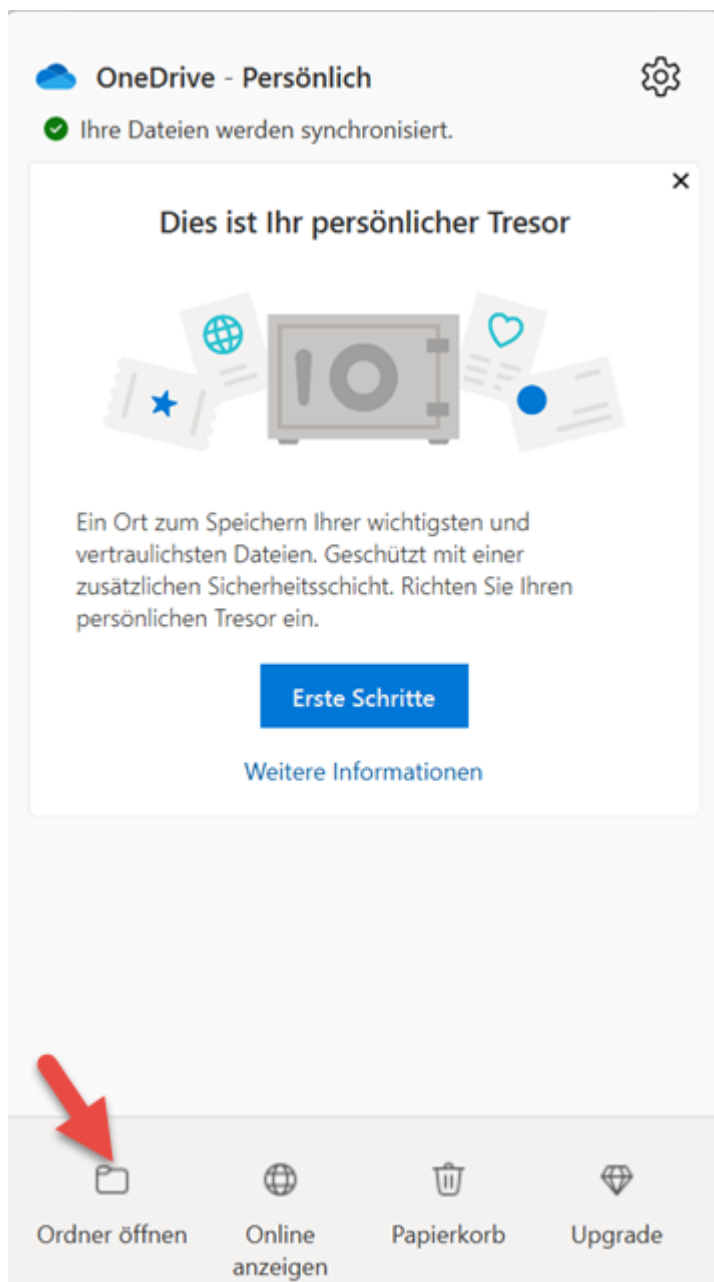 OneDrive - Persönlich
Ihre Dateien werden synchronisiert.
Dies ist Ihr persönlicher Tresor
Ein Ort zum Speichern Ihrer wichtigsten und
vertraulichsten Dateien. Geschützt mit einer
zusätzlichen Sicherheitsschicht. Richten Sie Ihren
persönlichen Tresor ein.
Erste Schritte
Weitere Informationen
Ordner öffnen
Online
anzeigen
Papierkorb
Upgrade